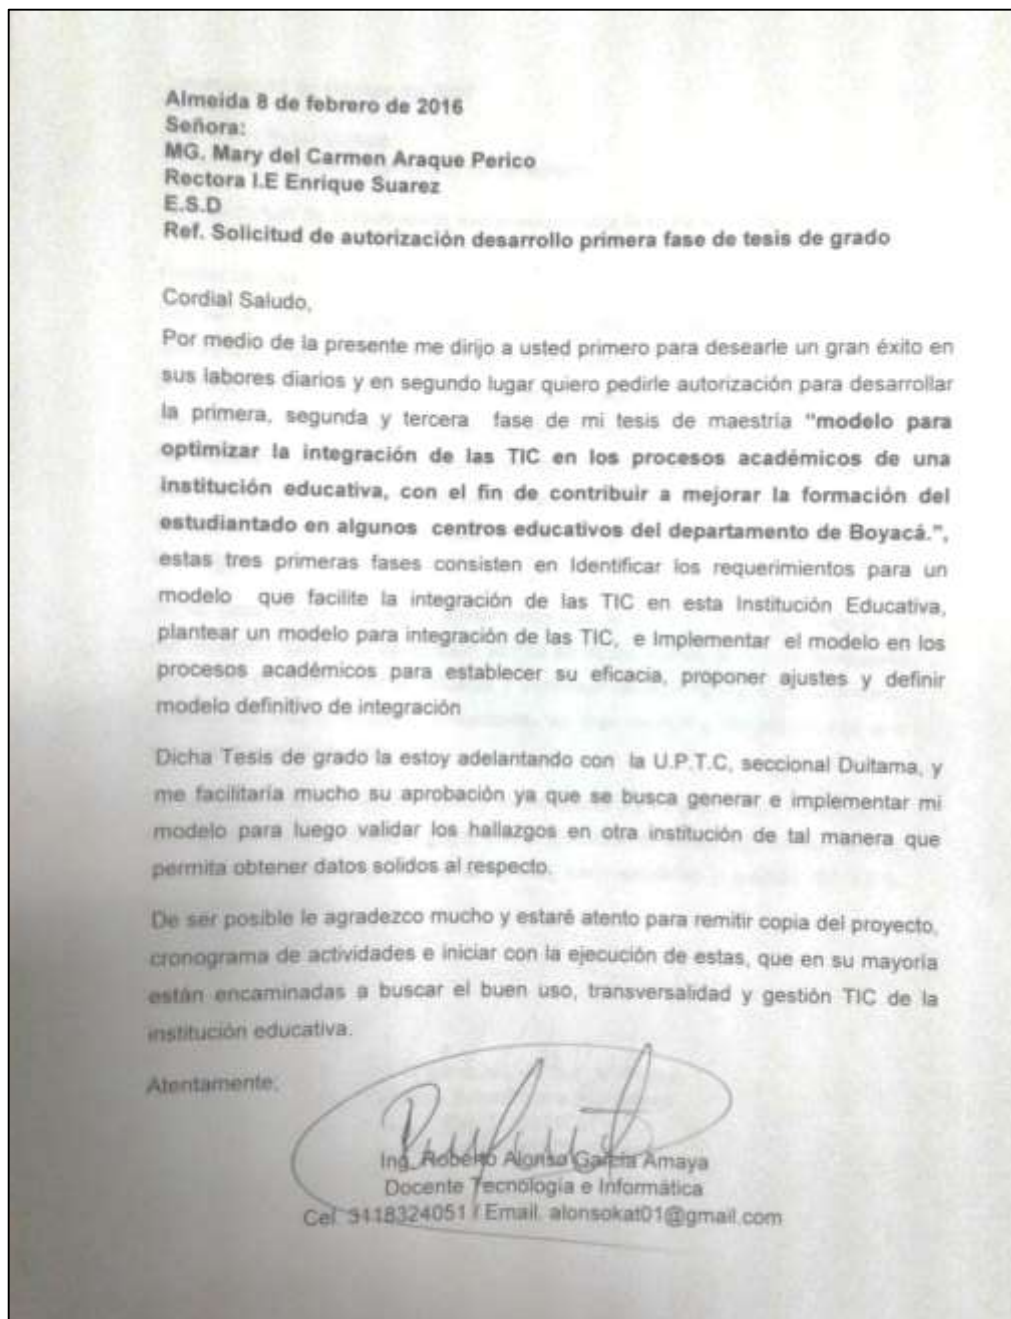 Almeida 8 de febrero de 2016
Señora:
MG. Mary del Carmen Araque Perico
Rectora I.E Enrique Suarez
E.S.D
Ref. Solicitud de autorización desarrollo primera fase de tesis de grado
Cordial Saludo,
Por medio de la presente me dirijo a usted primero para desearle un gran éxito en
sus labores diarios y en segundo lugar quiero pedirle autorización para desarrollar
la primera, segunda y tercera fase de mi tesis de maestría "modelo para
optimizar la integración de las TIC en los procesos académicos de una
institución educativa, con el fin de contribuir a mejorar la formación del
estudiantado en algunos centros educativos del departamento de Boyacá.",
estas tres primeras fases consisten en Identificar los requerimientos para un
modelo que facilite la integración de las TIC en esta Institución Educativa,
plantear un modelo para integración de las TIC, e Implementar el modelo en los
procesos académicos para establecer su eficacia, proponer ajustes y definir
modelo definitivo de integración
Dicha Tesis de grado la estoy adelantando con la U.P.T.C, seccional Duitama, y
me facilitaría mucho su aprobación ya que se busca generar e implementar mi
modelo para luego validar los hallazgos en otra institución de tal manera que
permita obtener datos solidos al respecto.
De ser posible le agradezco mucho y estaré atento para remitir copia del proyecto,
cronograma de actividades e iniciar con la ejecución de estas, que en su mayoría
están encaminadas a buscar el buen uso, transversalidad y gestión TIC de la
institución educativa.
Atentamente;
Ing. Roberto Alonso García Amaya
Docente Tecnología e Informática
Cel. 3118324051 / Email. alonsokat01@gmail.com